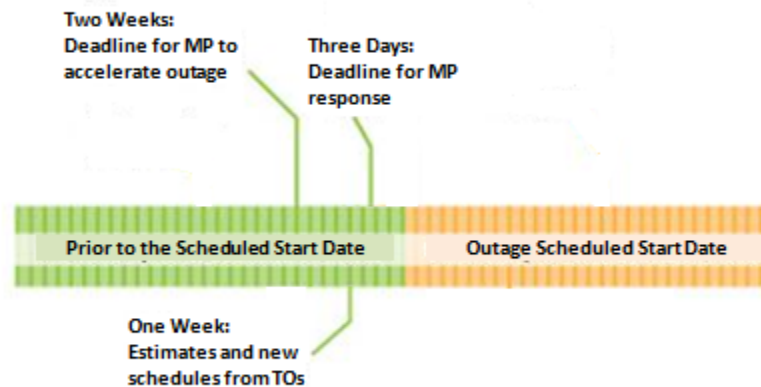 Two Weeks:
Deadline for MP to
accelerate outage
Three Days:
Deadline for MP
response
Prior to the Scheduled Start Date
Outage Scheduled Start Date
One Week:
Estimates and new
schedules from TOs